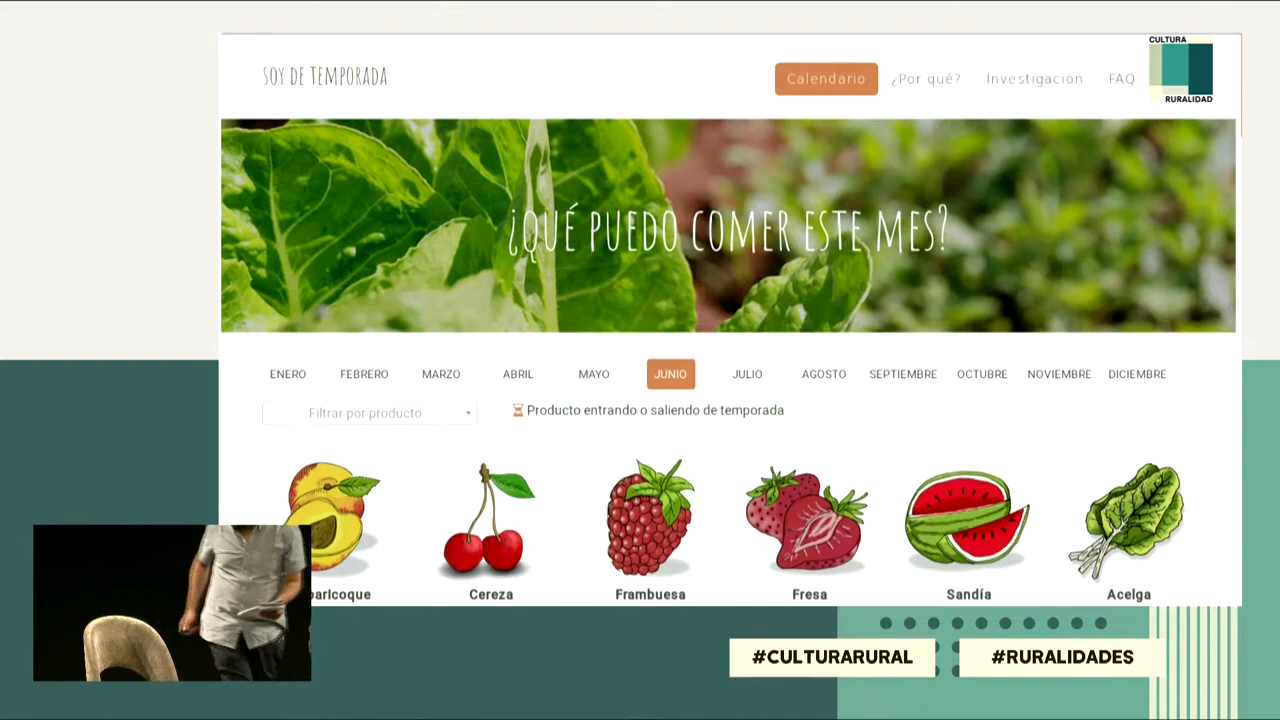 CULTURA
RURALIDAD
SOY DE TEMPORADA
Calendario ¿Por qué? Investigación FAQ
¿QUÉ PUEDO COMER ESTE MES?
ENERO FEBRERO MARZO ABRIL MAYO JUNIO JULIO AGOSTO SEPTIEMBRE OCTUBRE NOVIEMBRE DICIEMBRE
Filtrar por producto
Producto entrando o saliendo de temporada
baricoque Cereza Frambuesa Fresa Sandía Acelga
#CULTURARURAL #RURALIDADES